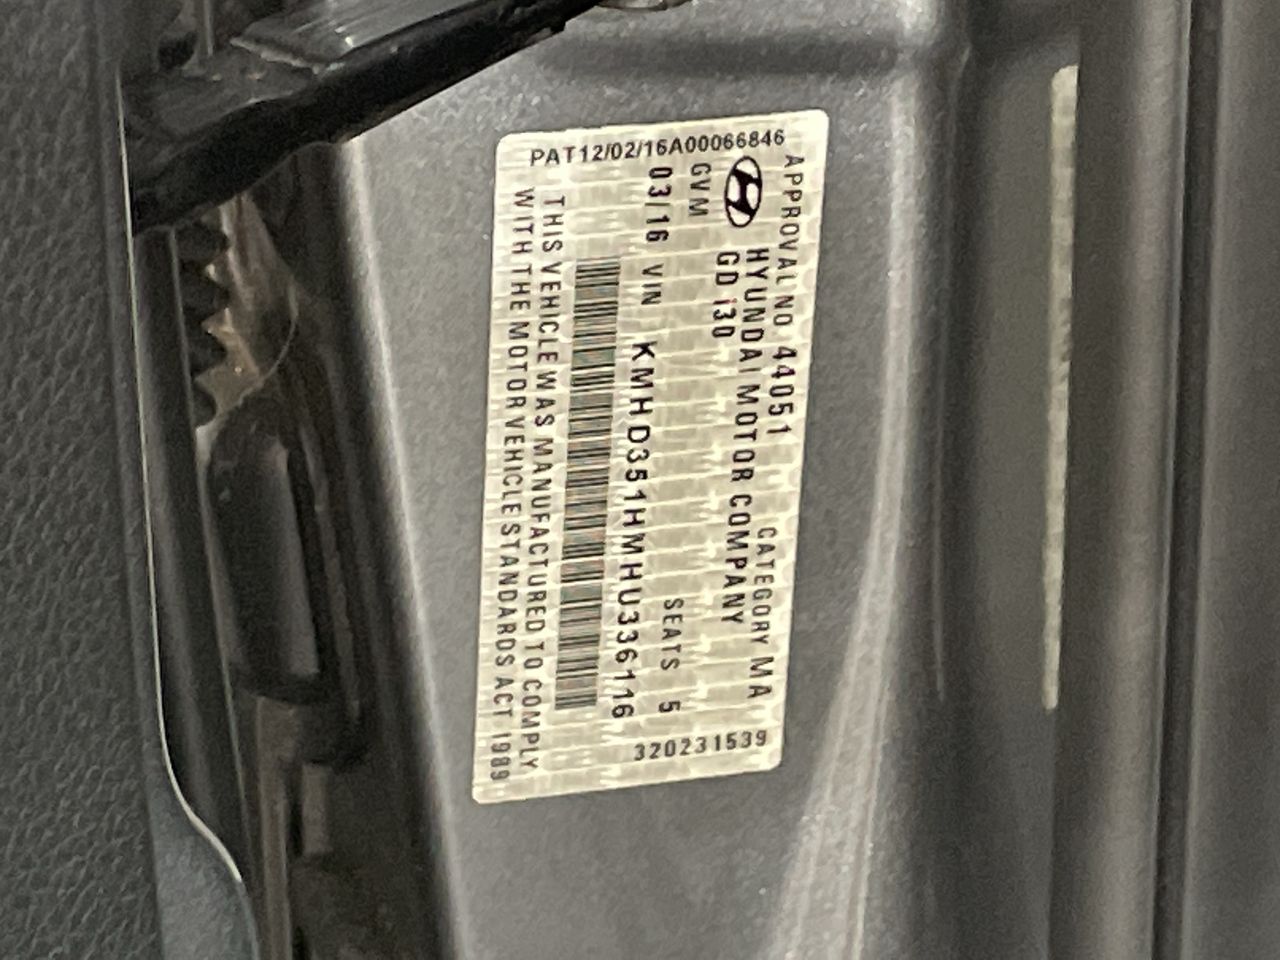 PAT12/02/16A00066846
APPROVAL NO 44051 CATEGORY MA
HYUNDAI MOTOR COMPANY
GD i30
GVM SEATS 5
03/16 VIN KMHD351HMHU336116
THIS VEHICLE WAS MANUFACTURED TO COMPLY
WITH THE MOTOR VEHICLE STANDARDS ACT 1989
320231539